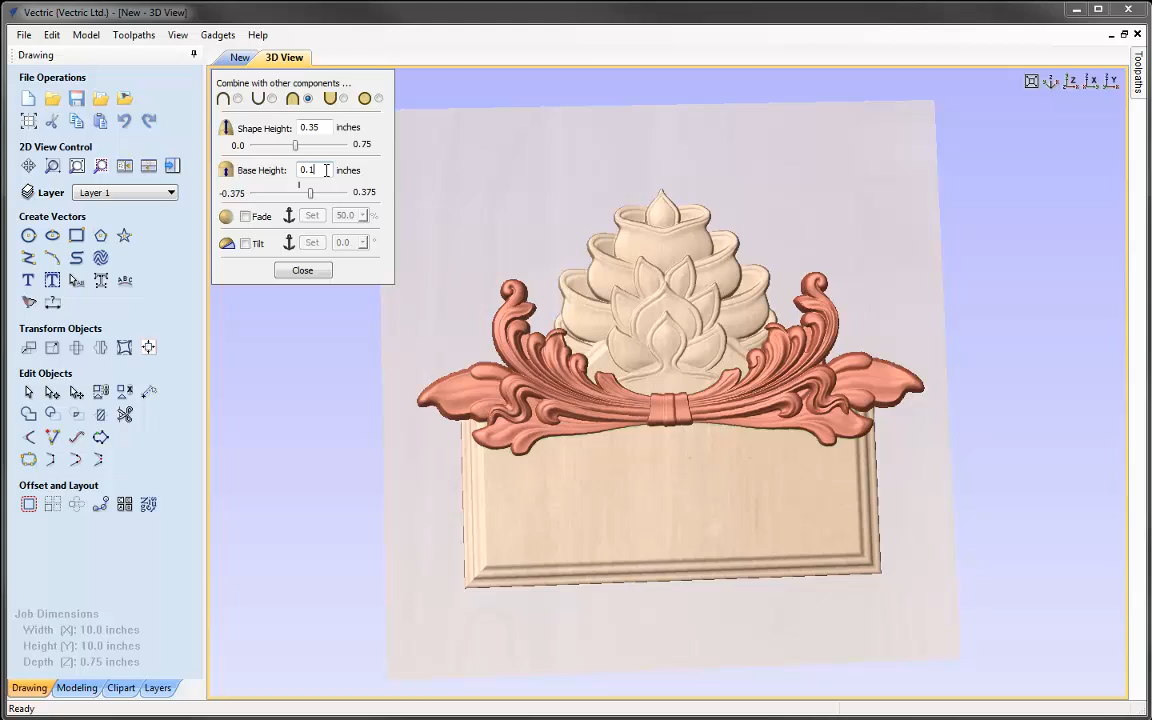 Vectric {Vectric Ltd.} - [New - 3D View]
File Edit Model Toolpaths View Gadgets Help
Drawing
New 3D View
Toolpaths
File Operations
2D View Control
Layer Layer 1
Create Vectors
Transform Objects
Edit Objects
Offset and Layout
Job Dimensions
Width [X]: 10.0 inches
Height [Y]: 10.0 inches
Depth [Z]: 0.75 inches
Drawing Modeling Clipart Layers
Ready
Combine with other components ...
Shape Height: 0.35 inches
0.0 0.75
Base Height: 0.1 inches
-0.375 0.375
Fade Set 50.0 %
Tilt Set 0.0 °
Close